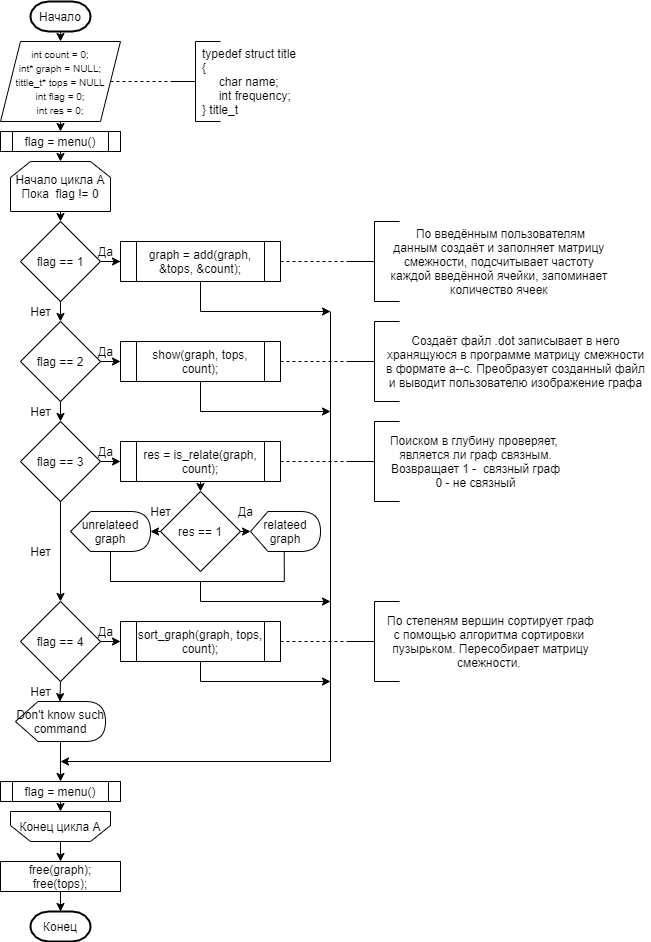 Начало
int count = 0;
int* graph = NULL;
tittle_t* tops = NULL
int flag = 0;
int res = 0;
typedef struct title
{
char name;
int frequency;
} title_t
flag = menu()
Начало цикла А
Пока flag != 0
flag == 1
Да
graph = add(graph,
&tops, &count);
По введённым пользователям
данным создаёт и заполняет матрицу
смежности, подсчитывает частоту
каждой введённой ячейки, запоминает
количество ячеек
Нет
flag == 2
Да
show(graph, tops,
count);
Создаёт файл .dot записывает в него
хранящуюся в программе матрицу смежности
в формате a--c. Преобразует созданный файл
и выводит пользователю изображение графа
Нет
flag == 3
Да
res = is_relate(graph,
count);
Поиском в глубину проверяет,
является ли граф связным.
Возвращает 1 - связный граф
0 - не связный
Нет
res == 1
Да
unrelateed
graph
relateed
graph
Нет
flag == 4
Да
sort_graph(graph, tops,
count);
По степеням вершин сортирует граф
с помощью алгоритма сортировки
пузырьком. Пересобирает матрицу
смежности.
Нет
Don't know such
command
flag = menu()
Конец цикла А
free(graph);
free(tops);
Конец